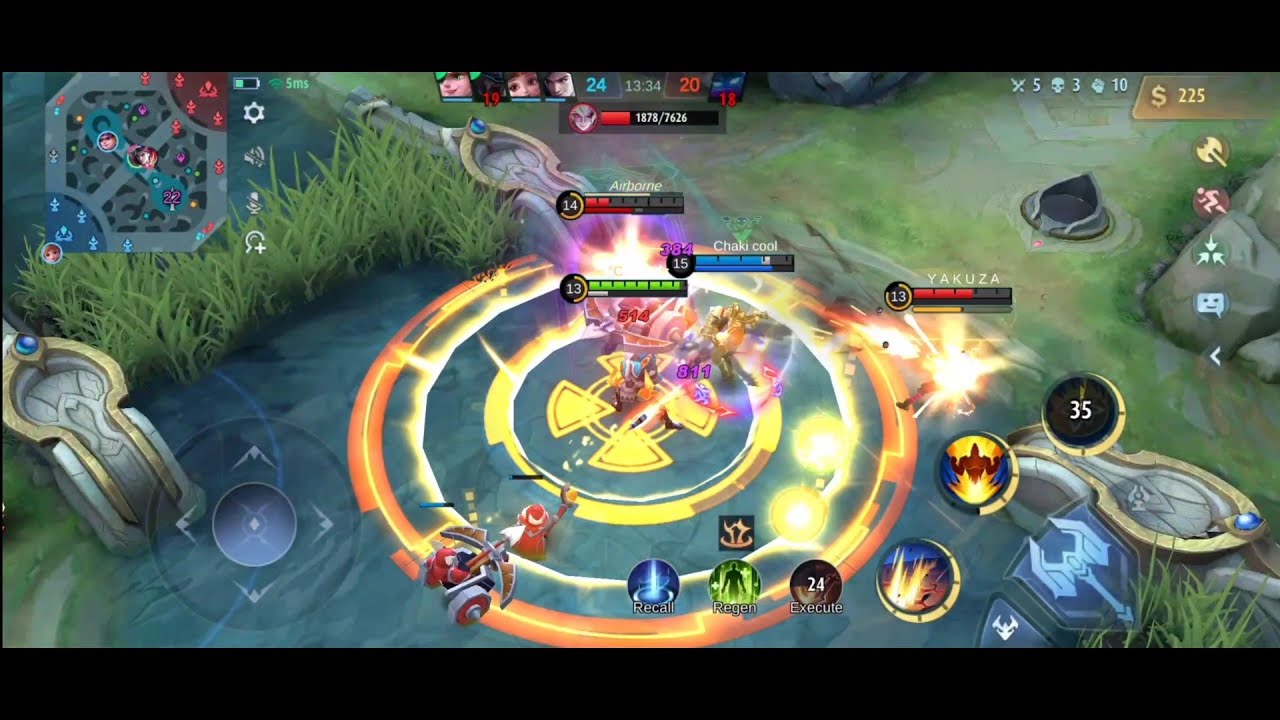 5ms
24 13:34 20
19
18
5 3 10
$ 225
1878/7626
Airborne
14
384
Chaki cool
15
°C
13
514
YAKUZA
13
811
22
35
24
Recall
Regen
Execute